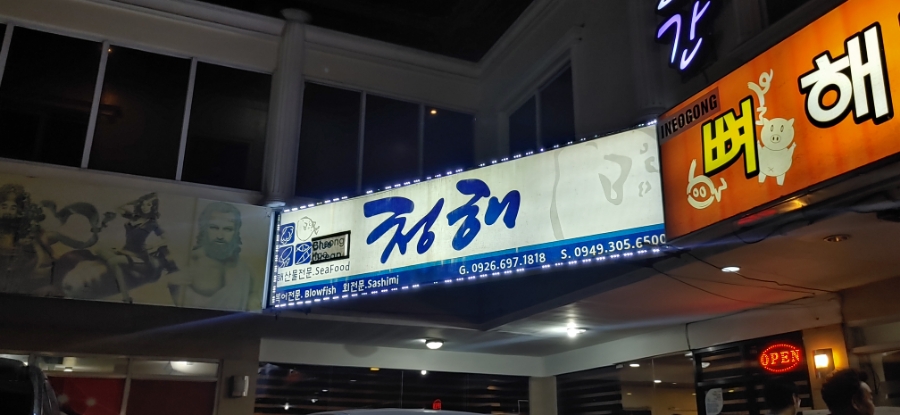 간
INEOGONG
뼈해
청해
해산물전문.SeaFood
복어전문. Blowfish 회전문.Sashimi
G. 0926.697.1818 S. 0949.305.6500
OPEN